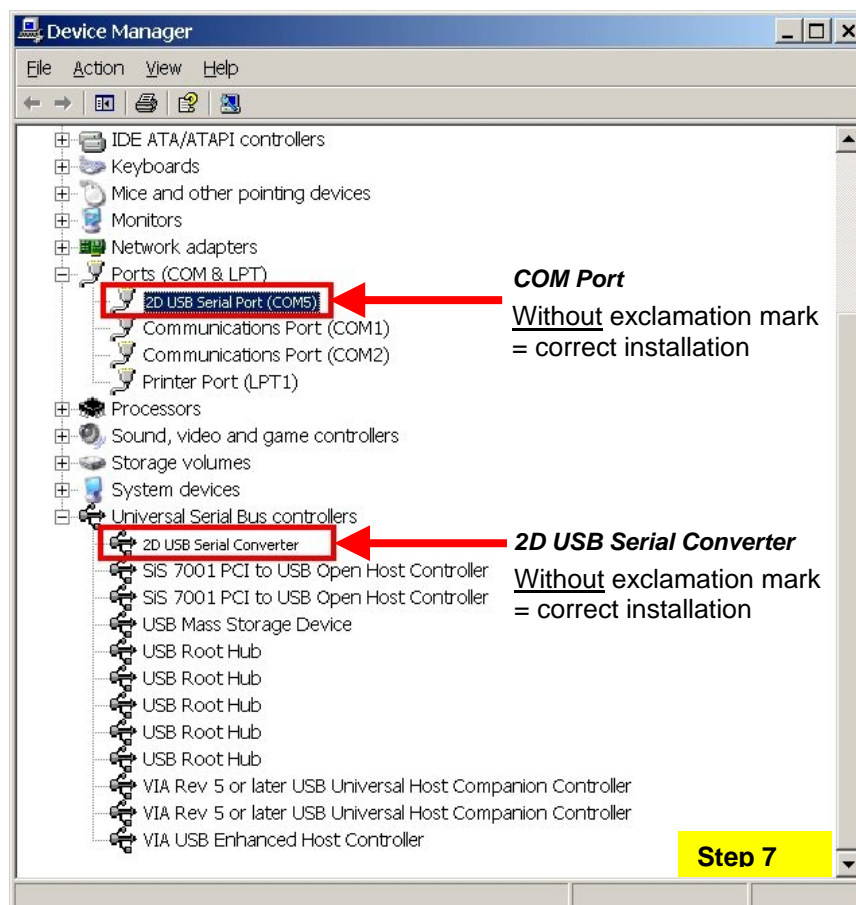 Device Manager
File Action View Help
IDE ATA/ATAPI controllers
Keyboards
Mice and other pointing devices
Monitors
Network adapters
Ports (COM & LPT)
2D USB Serial Port (COM5)
Communications Port (COM1)
Communications Port (COM2)
Printer Port (LPT1)
COM Port
Without exclamation mark
= correct installation
Processors
Sound, video and game controllers
Storage volumes
System devices
Universal Serial Bus controllers
2D USB Serial Converter
SiS 7001 PCI to USB Open Host Controller
SiS 7001 PCI to USB Open Host Controller
USB Mass Storage Device
USB Root Hub
USB Root Hub
USB Root Hub
USB Root Hub
USB Root Hub
VIA Rev 5 or later USB Universal Host Companion Controller
VIA Rev 5 or later USB Universal Host Companion Controller
VIA USB Enhanced Host Controller
2D USB Serial Converter
Without exclamation mark
= correct installation
Step 7